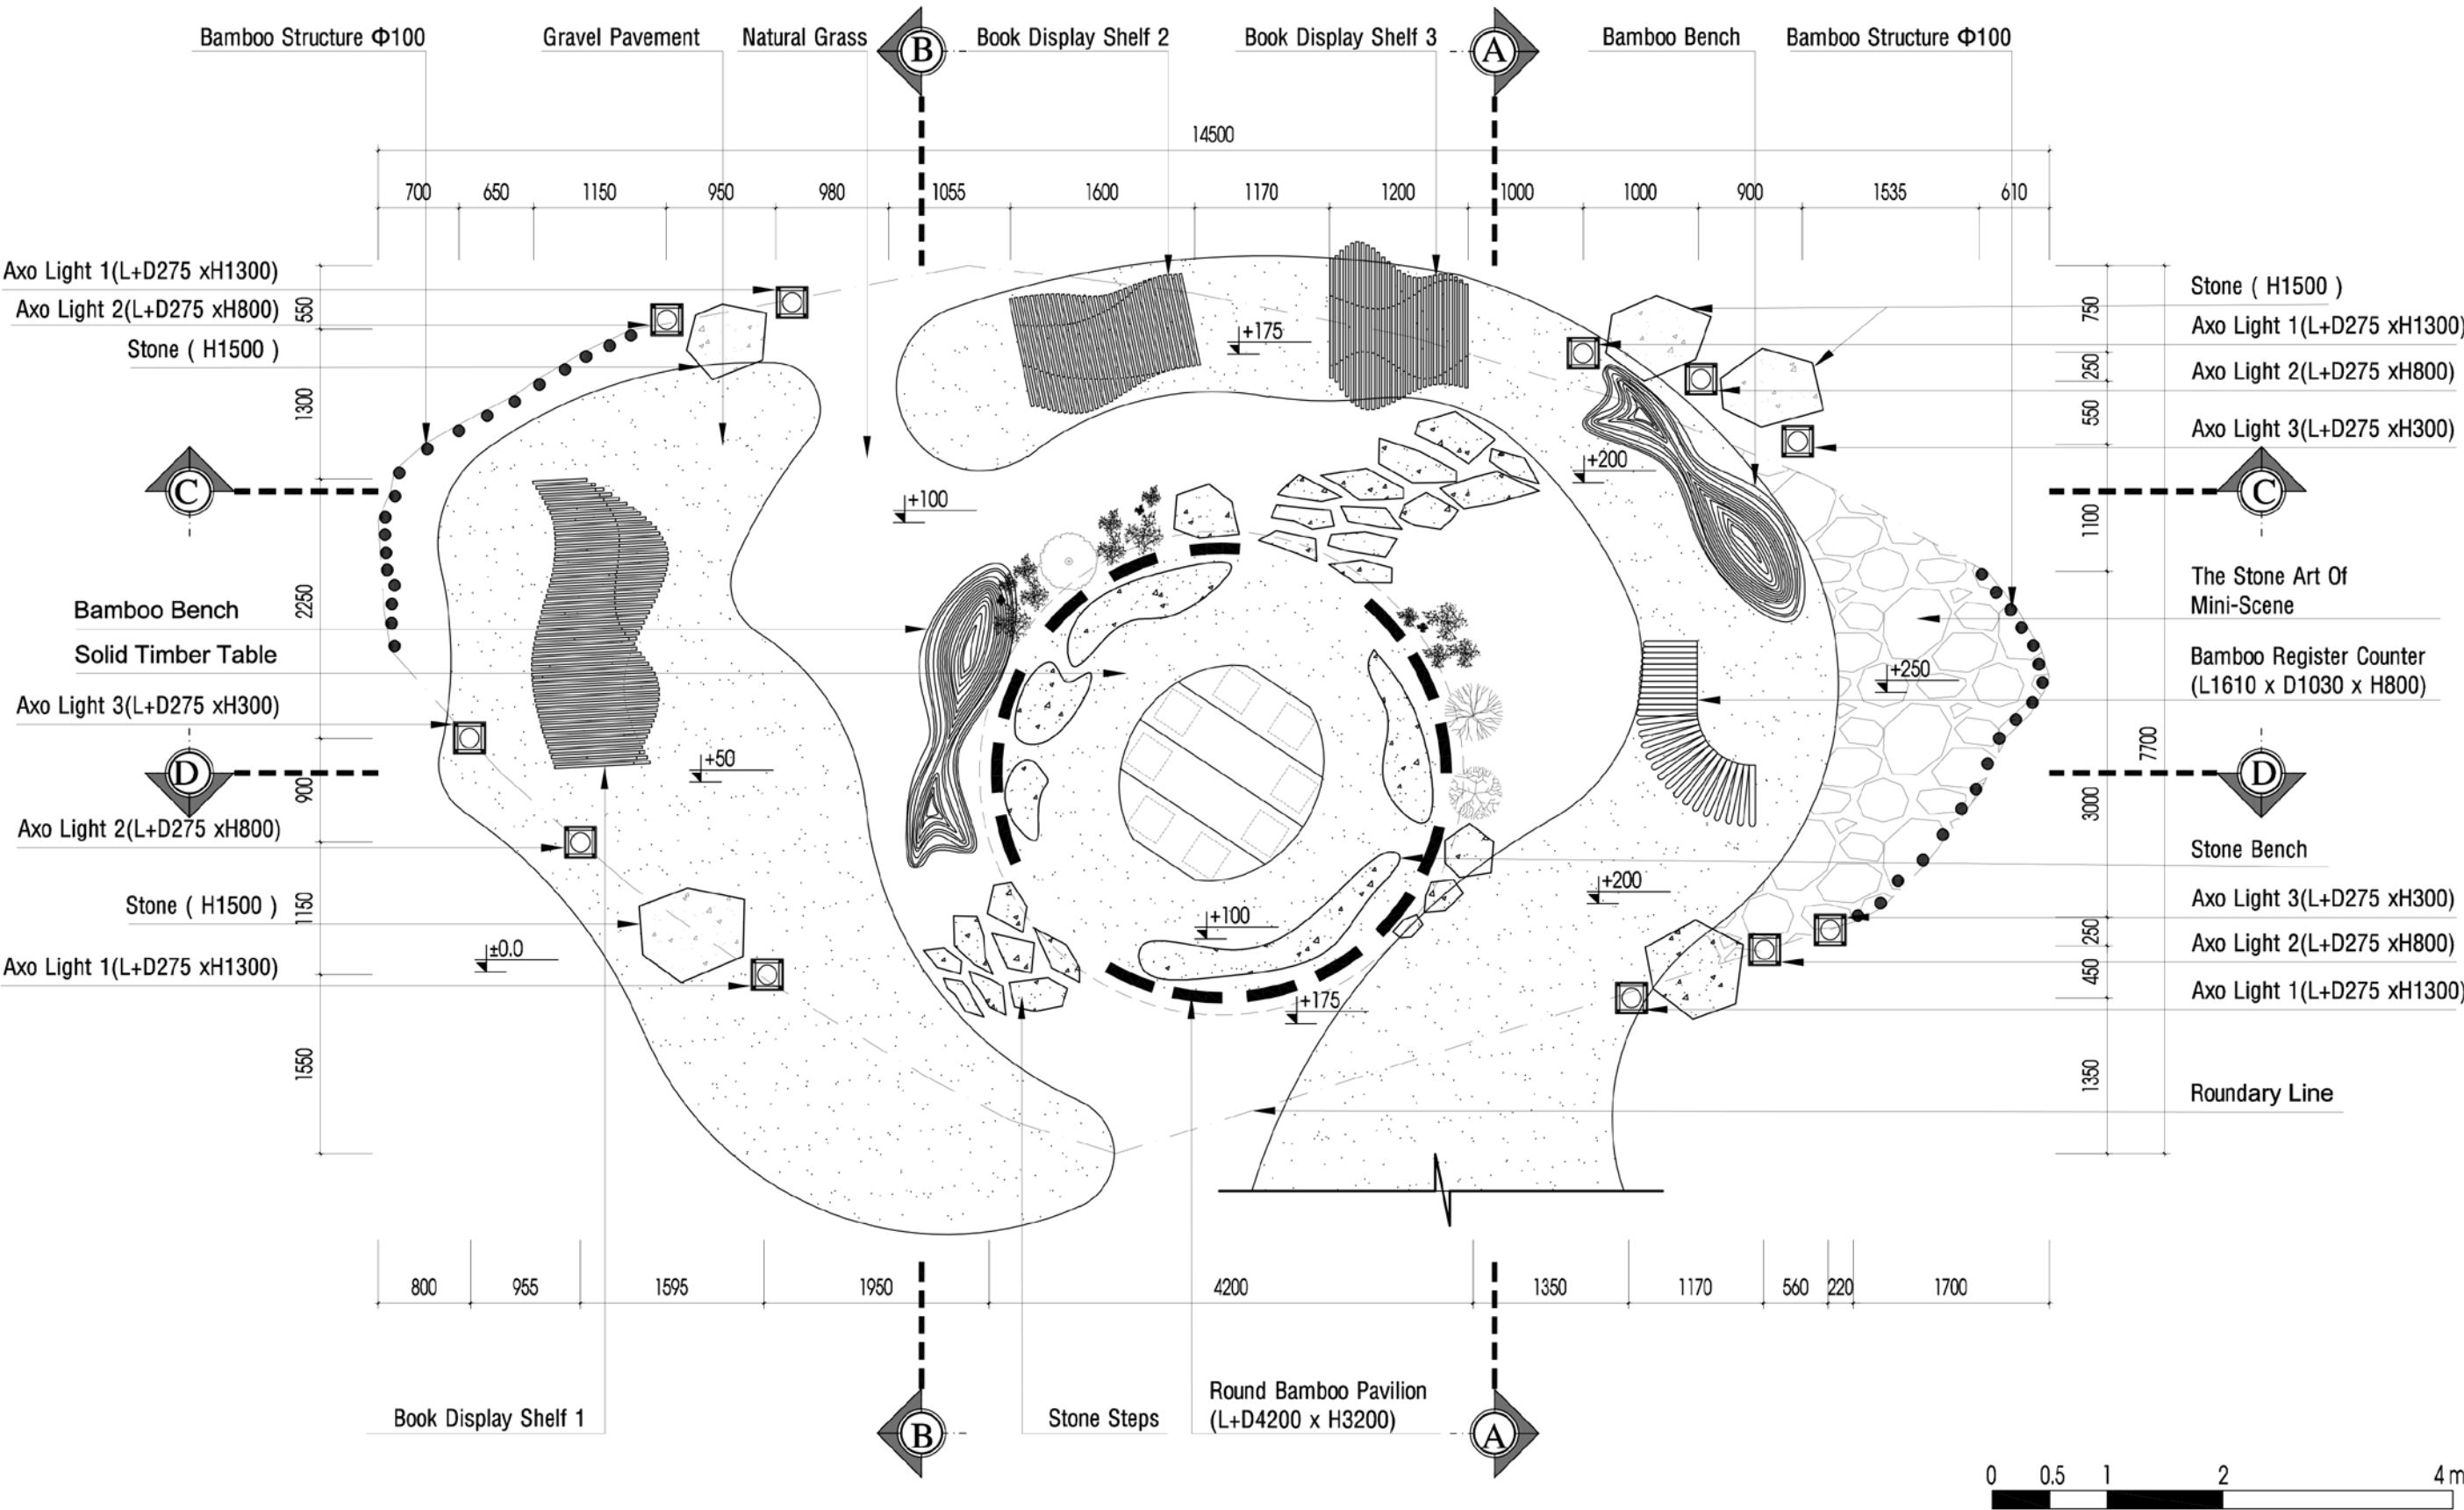 Bamboo Structure Φ100
Gravel Pavement
Natural Grass
B
Book Display Shelf 2
Book Display Shelf 3
A
Bamboo Bench
Bamboo Structure Φ100
14500
700 650 1150 950 980 1055 1600 1170 1200 1000 1000 900 1535 610
Axo Light 1(L+D275 xH1300)
Axo Light 2(L+D275 xH800)
Stone ( H1500 )
C
Bamboo Bench
Solid Timber Table
Axo Light 3(L+D275 xH300)
D
Axo Light 2(L+D275 xH800)
Stone ( H1500 )
Axo Light 1(L+D275 xH1300)
550
1300
2250
900
1150
1550
+175
+200
+100
+50
+250
+200
+100
±0.0
+175
750
250
550
1100
3000
250
450
1350
7700
Stone ( H1500 )
Axo Light 1(L+D275 xH1300)
Axo Light 2(L+D275 xH800)
Axo Light 3(L+D275 xH300)
C
The Stone Art Of
Mini-Scene
Bamboo Register Counter
(L1610 x D1030 x H800)
D
Stone Bench
Axo Light 3(L+D275 xH300)
Axo Light 2(L+D275 xH800)
Axo Light 1(L+D275 xH1300)
Roundary Line
800 955 1595 1950 4200 1350 1170 560 220 1700
Book Display Shelf 1
B
Stone Steps
Round Bamboo Pavilion
(L+D4200 x H3200)
A
0 0.5 1 2 4 m